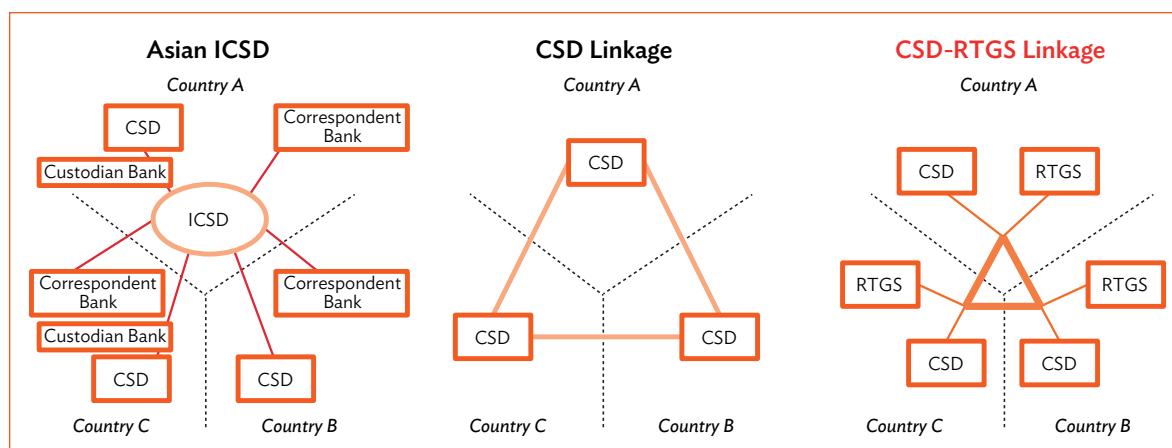 Asian ICSD
Country A
CSD
Correspondent
Bank
Custodian Bank
ICSD
Correspondent
Bank
Correspondent
Bank
Custodian Bank
CSD
CSD
Country C
Country B
CSD Linkage
Country A
CSD
CSD
CSD
Country C
Country B
CSD-RTGS Linkage
Country A
CSD
RTGS
RTGS
RTGS
CSD
CSD
Country C
Country B